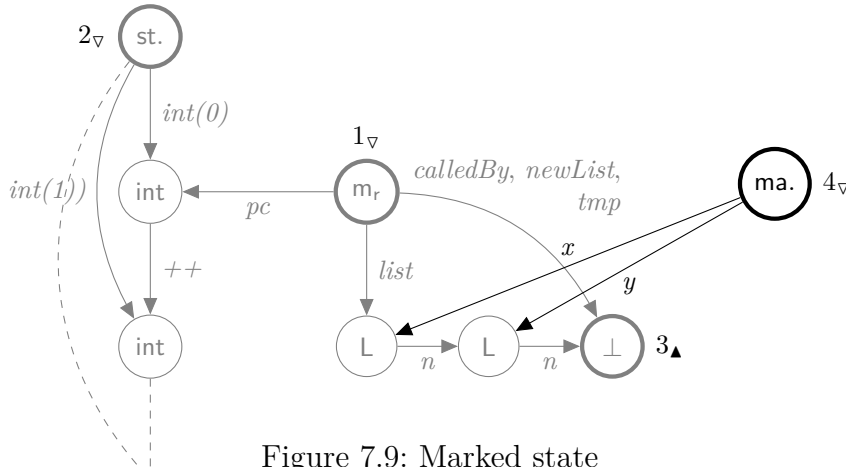 2▽ st.
int(0)
1▽
calledBy, newList,
tmp
ma. 4▽
int(1))
int
pc
m_r
x
++
list
y
int
L
n
L
n
⊥
3▲
Figure 7.9: Marked state